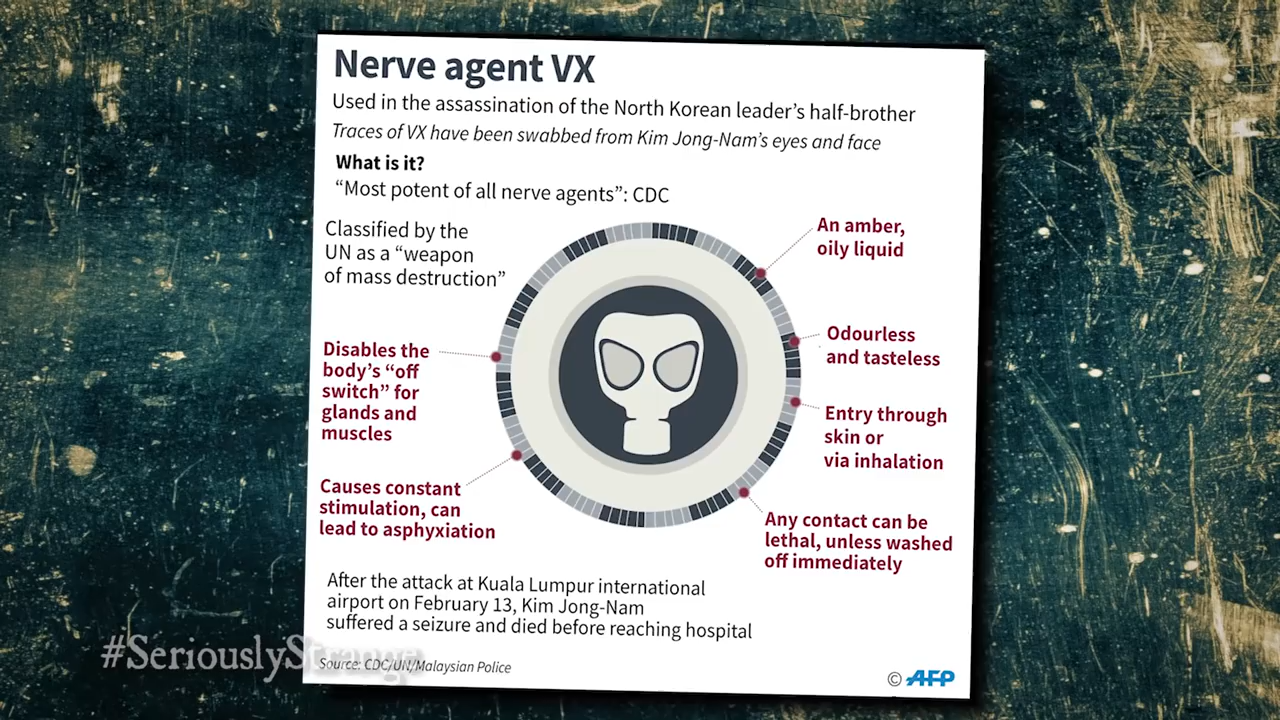 Nerve agent VX
Used in the assassination of the North Korean leader's half-brother
Traces of VX have been swabbed from Kim Jong-Nam's eyes and face
What is it?
"Most potent of all nerve agents": CDC
Classified by the
UN as a "weapon
of mass destruction"
An amber,
oily liquid
Odourless
and tasteless
Entry through
skin or
via inhalation
Any contact can be
lethal, unless washed
off immediately
Disables the
body's "off
switch" for
glands and
muscles
Causes constant
stimulation, can
lead to asphyxiation
After the attack at Kuala Lumpur international
airport on February 13, Kim Jong-Nam
suffered a seizure and died before reaching hospital
#SeriouslyStrange
Source: CDC/UN/Malaysian Police
© AFP